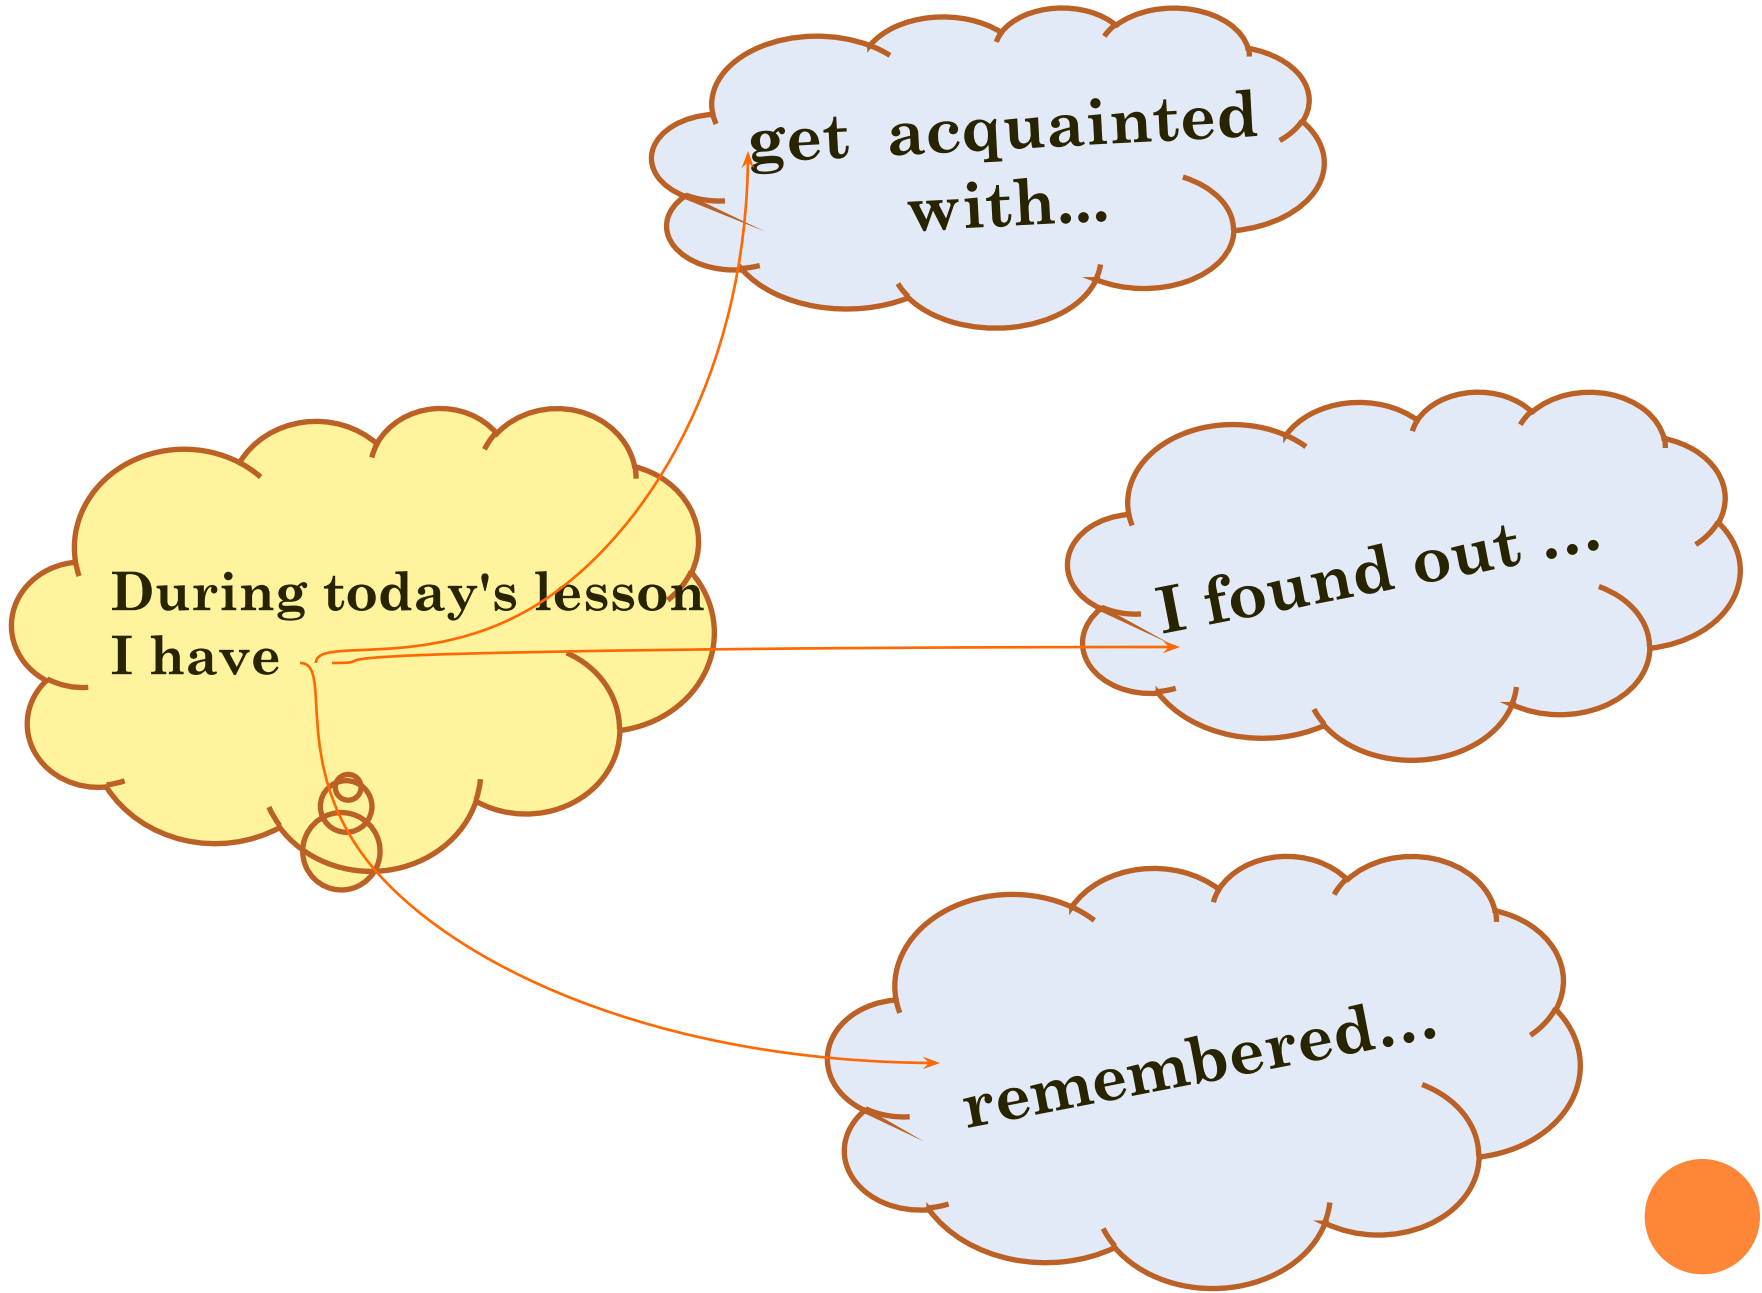 get acquainted
with...
During today's lesson
I have
I found out ...
remembered...